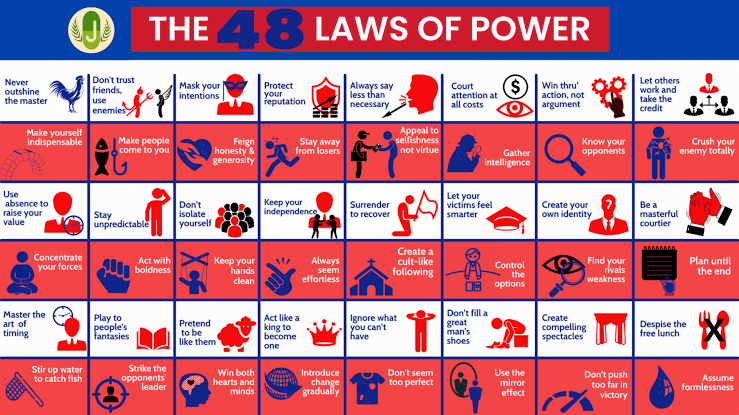 J
THE 48 LAWS OF POWER
Never
outshine
the master
Don't trust
friends,
use
enemies
Mask your
intentions
Protect
your
reputation
Always say
less than
necessary
Court
attention at
all costs
$
Win thru'
action, not
argument
Let others
work and
take the
credit
Make yourself
indispensable
Make people
come to you
Feign
honesty &
generosity
Stay away
from losers
Appeal to
selfishness
not virtue
Gather
intelligence
Know your
opponents
Crush your
enemy totally
Use
absence to
raise your
value
Stay
unpredictable
Don't
isolate
yourself
Keep your
independence
Surrender
to recover
Let your
victims feel
smarter
Create your
own identity
?
Be a
masterful
courtier
Concentrate
your forces
Act with
boldness
Keep your
hands
clean
Always
seem
effortless
Create a
cult-like
following
Control
the
options
Find your
rivals
weakness
Plan until
the end
Master the
art of
timing
Play to
people's
fantasies
Pretend
to be
like them
Act like a
king to
become
one
Ignore what
you can't
have
Don't fill a
great
man's
shoes
Create
compelling
spectacles
Despise the
free lunch
Stir up water
to catch fish
Strike the
opponents'
leader
Win both
hearts and
minds
Introduce
change
gradually
Don't seem
too perfect
Use the
mirror
effect
Don't push
too far in
victory
Assume
formlessness